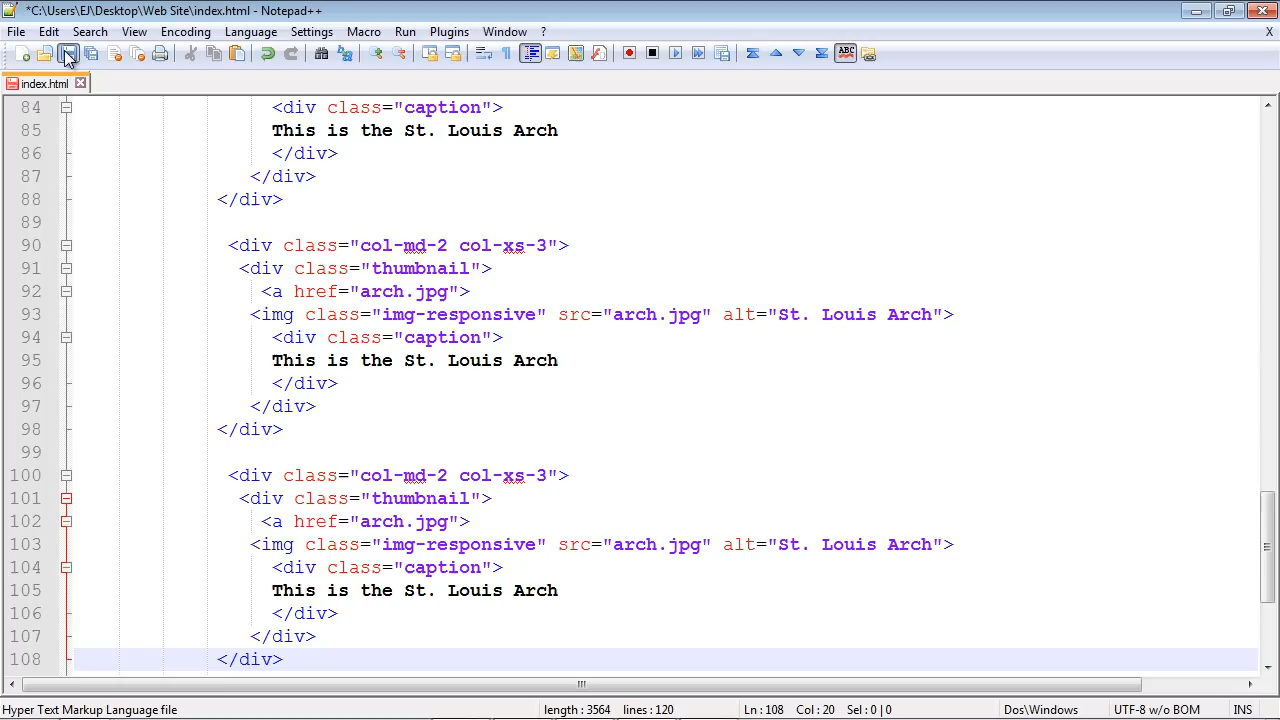 *C:\Users\EJ\Desktop\Web Site\index.html - Notepad++
File Edit Search View Encoding Language Settings Macro Run Plugins Window ? X
ABC
index.html
84 <div class="caption">
85 This is the St. Louis Arch
86 </div>
87 </div>
88 </div>
89
90 <div class="col-md-2 col-xs-3">
91 <div class="thumbnail">
92 <a href="arch.jpg">
93 <img class="img-responsive" src="arch.jpg" alt="St. Louis Arch">
94 <div class="caption">
95 This is the St. Louis Arch
96 </div>
97 </div>
98 </div>
99
100 <div class="col-md-2 col-xs-3">
101 <div class="thumbnail">
102 <a href="arch.jpg">
103 <img class="img-responsive" src="arch.jpg" alt="St. Louis Arch">
104 <div class="caption">
105 This is the St. Louis Arch
106 </div>
107 </div>
108 </div>
Hyper Text Markup Language file length : 3564 lines : 120 Ln : 108 Col : 20 Sel : 0 | 0 Dos\Windows UTF-8 w/o BOM INS